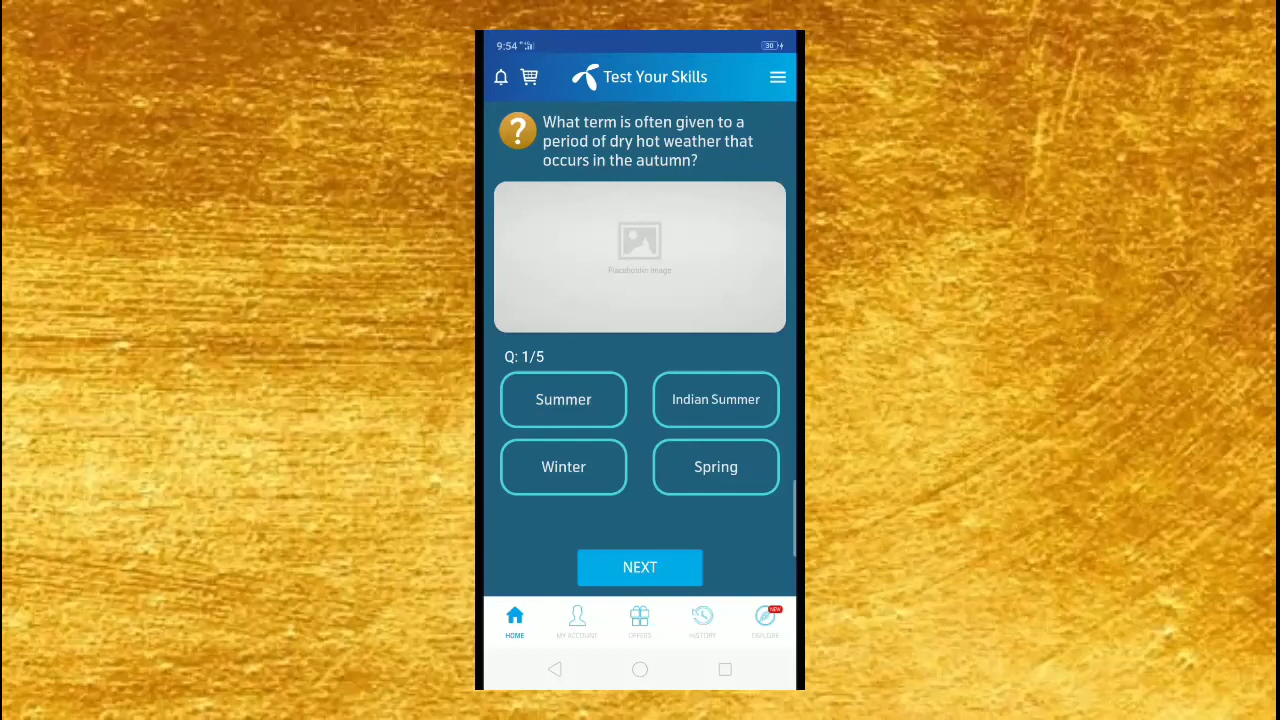 9:54
30
Test Your Skills
What term is often given to a
period of dry hot weather that
occurs in the autumn?
Placeholder Image
Q: 1/5
Summer
Indian Summer
Winter
Spring
NEXT
NEW
HOME
MY ACCOUNT
OFFERS
HISTORY
EXPLORE